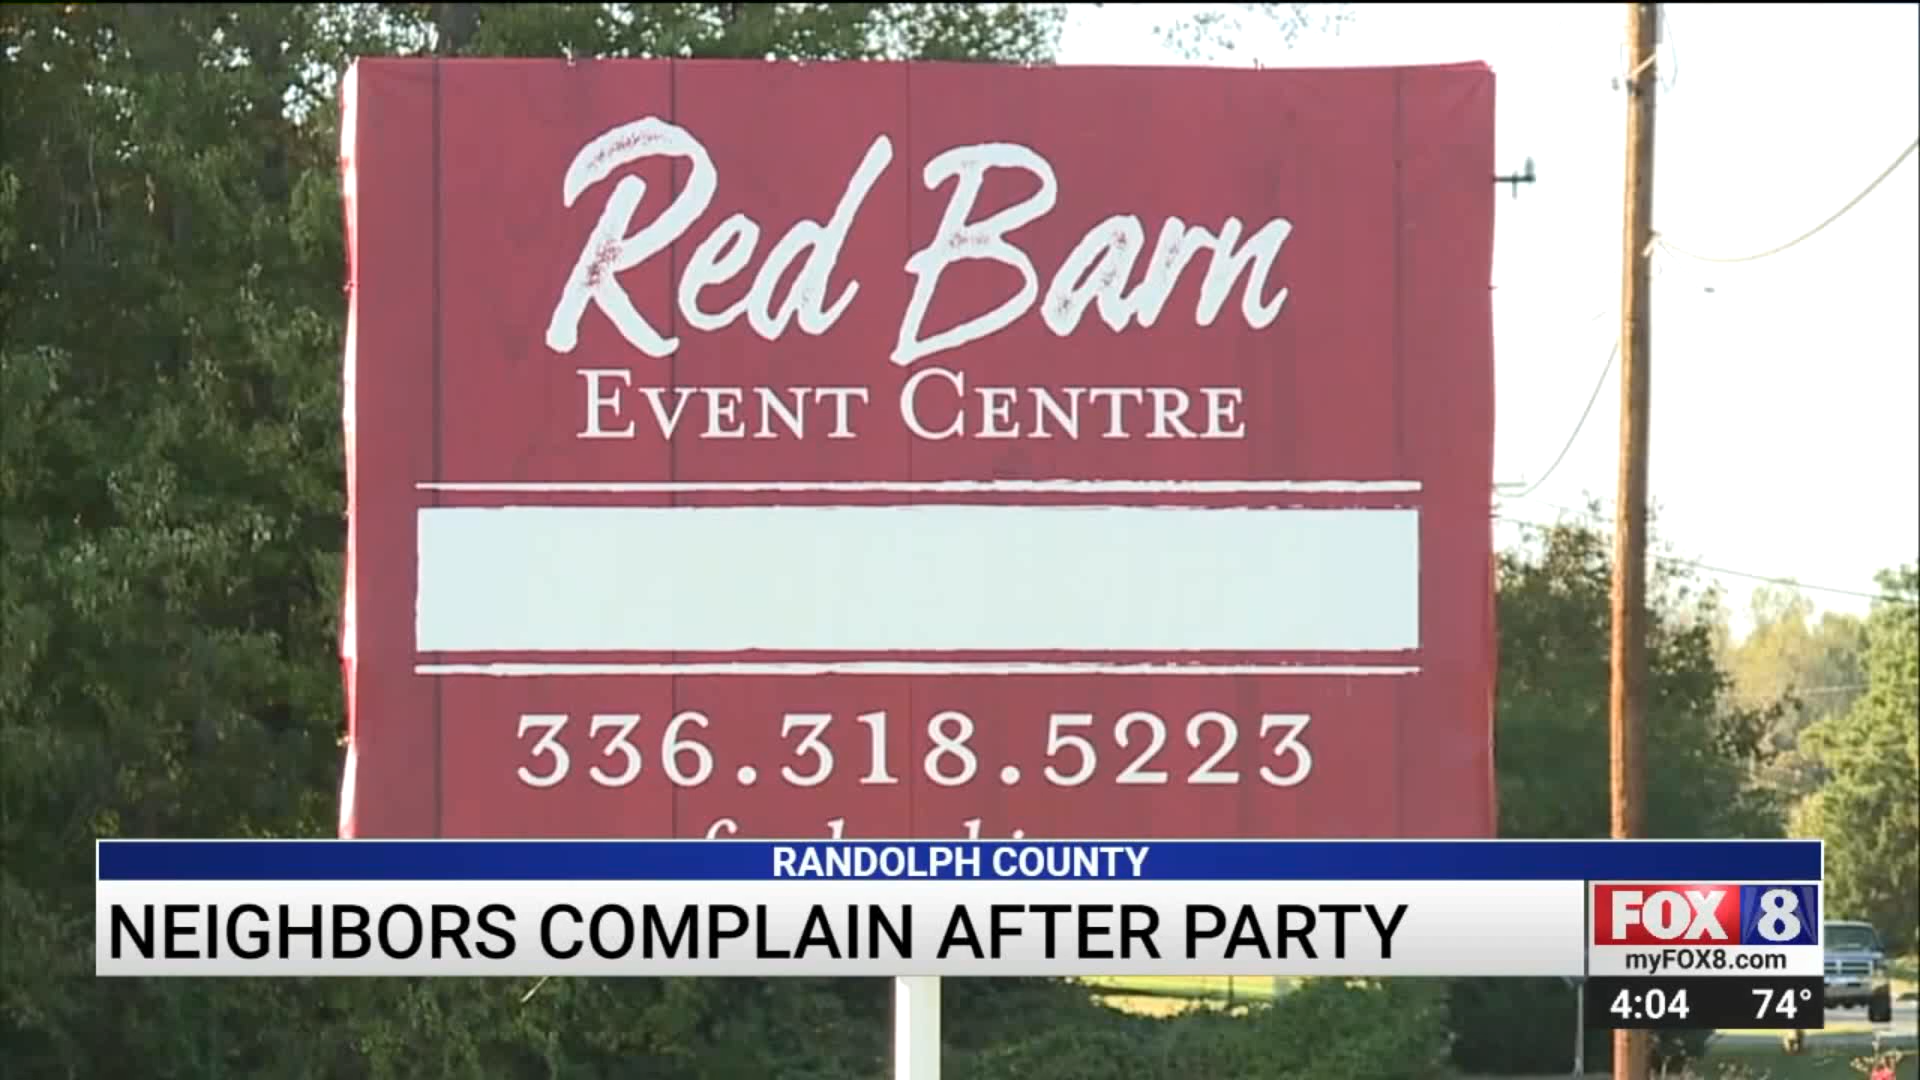 Red Barn
EVENT CENTRE
336.318.5223
RANDOLPH COUNTY
NEIGHBORS COMPLAIN AFTER PARTY
FOX 8
myFOX8.com
4:04 74°